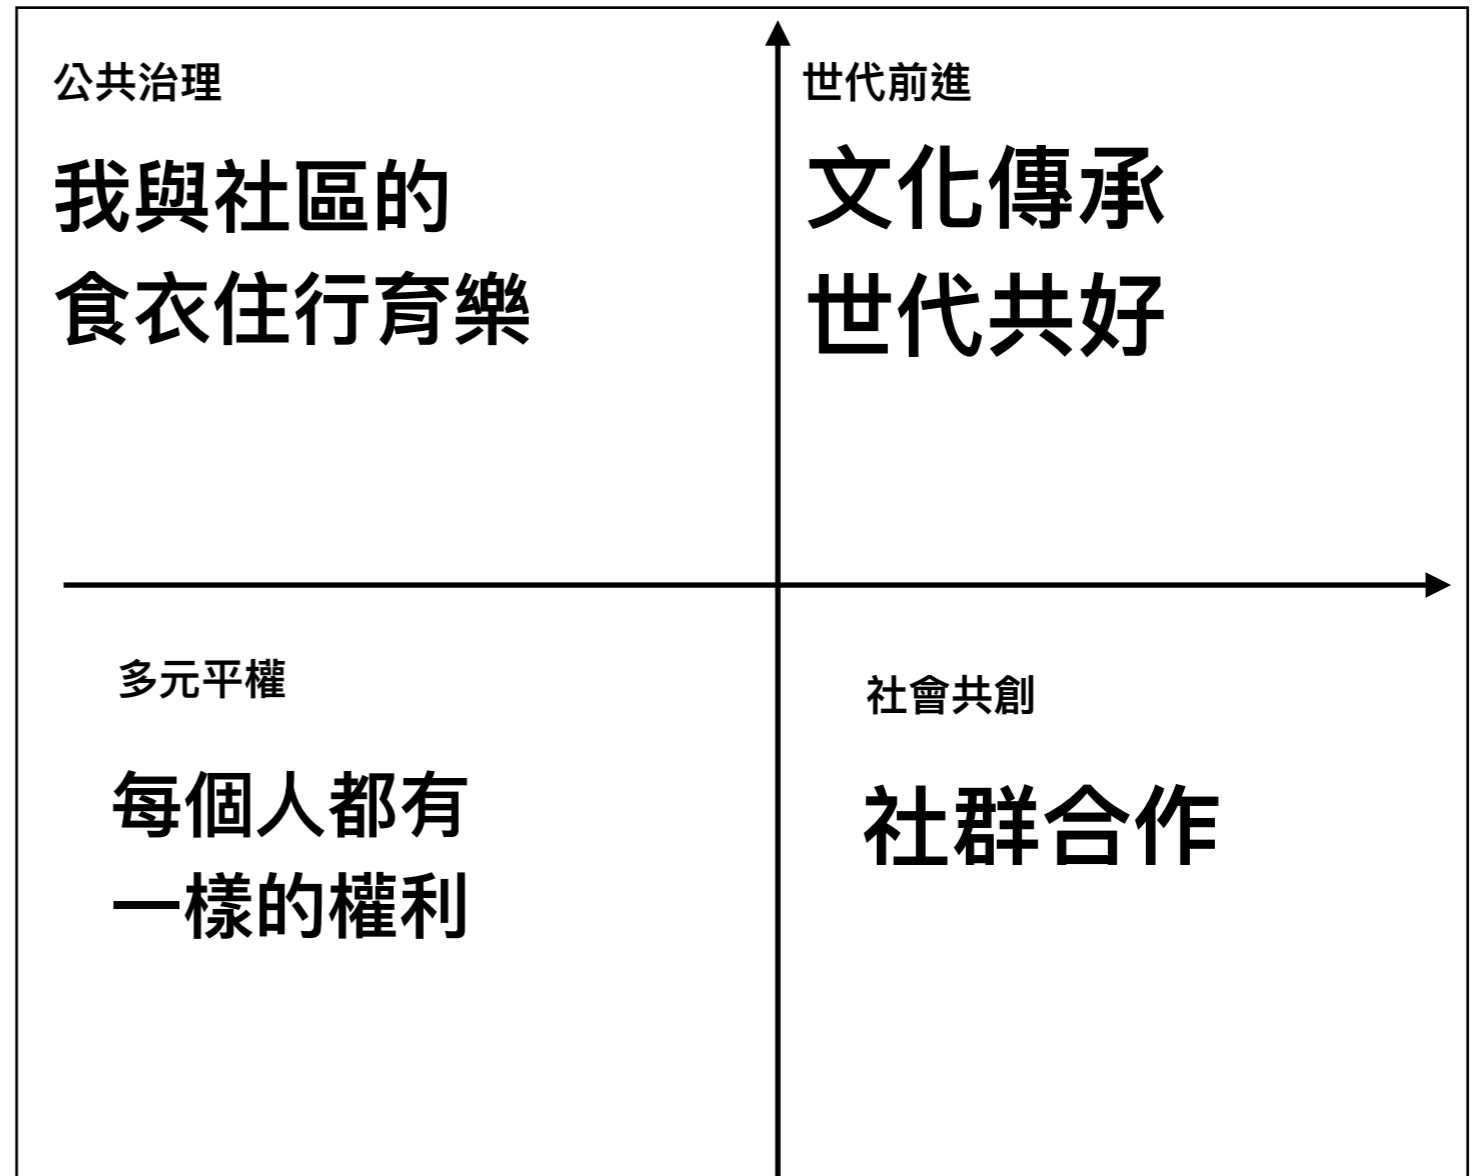 公共治理
我與社區的
食衣住行育樂
世代前進
文化傳承
世代共好
多元平權
每個人都有
一樣的權利
社會共創
社群合作